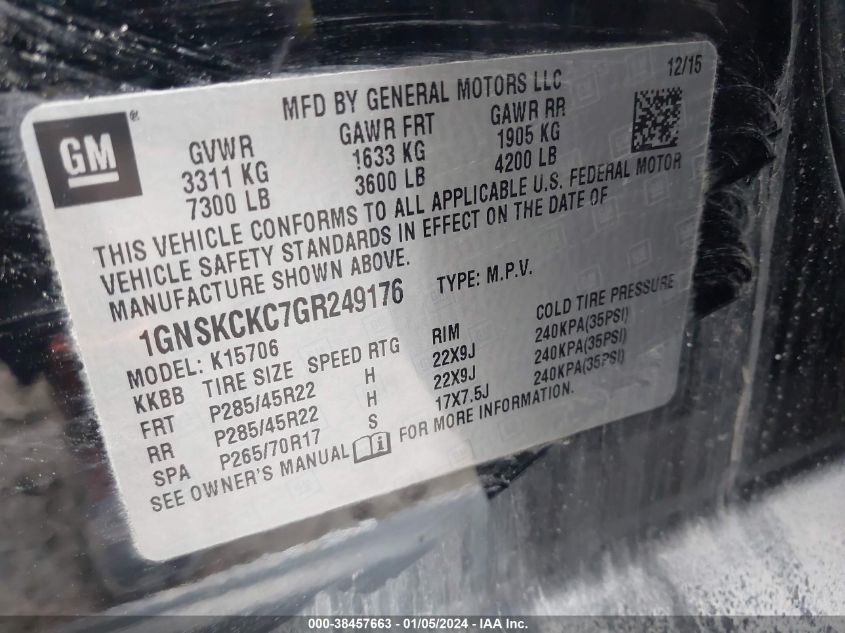 12/15
MFD BY GENERAL MOTORS LLC
GM®
GVWR GAWR FRT GAWR RR
3311 KG 1633 KG 1905 KG
7300 LB 3600 LB 4200 LB
THIS VEHICLE CONFORMS TO ALL APPLICABLE U.S. FEDERAL MOTOR
VEHICLE SAFETY STANDARDS IN EFFECT ON THE DATE OF
MANUFACTURE SHOWN ABOVE.
1GNSKCKC7GR249176 TYPE: M.P.V.
MODEL: K15706
KKBB TIRE SIZE SPEED RTG RIM COLD TIRE PRESSURE
FRT P285/45R22 H 22X9J 240KPA(35PSI)
RR P285/45R22 H 22X9J 240KPA(35PSI)
SPA P265/70R17 S 17X7.5J 240KPA(35PSI)
SEE OWNER'S MANUAL FOR MORE INFORMATION.
000-38457663 - 01/05/2024 - IAA Inc.